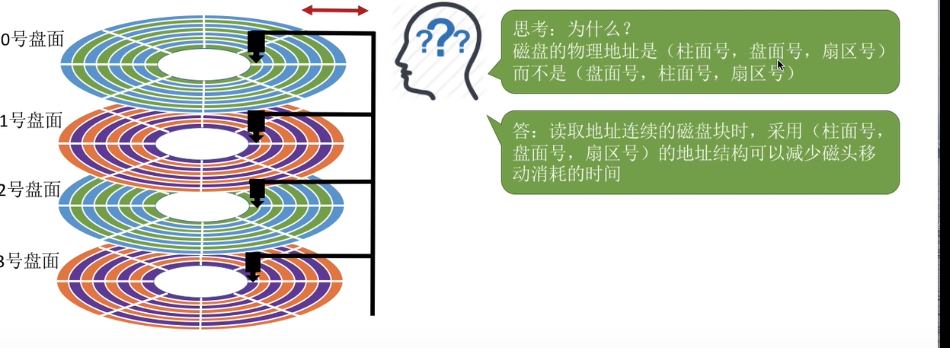 0号盘面
1号盘面
2号盘面
3号盘面
???
思考：为什么？
磁盘的物理地址是（柱面号，盘面号，扇区号）
而不是（盘面号，柱面号，扇区号）
答：读取地址连续的磁盘块时，采用（柱面号，
盘面号，扇区号）的地址结构可以减少磁头移
动消耗的时间